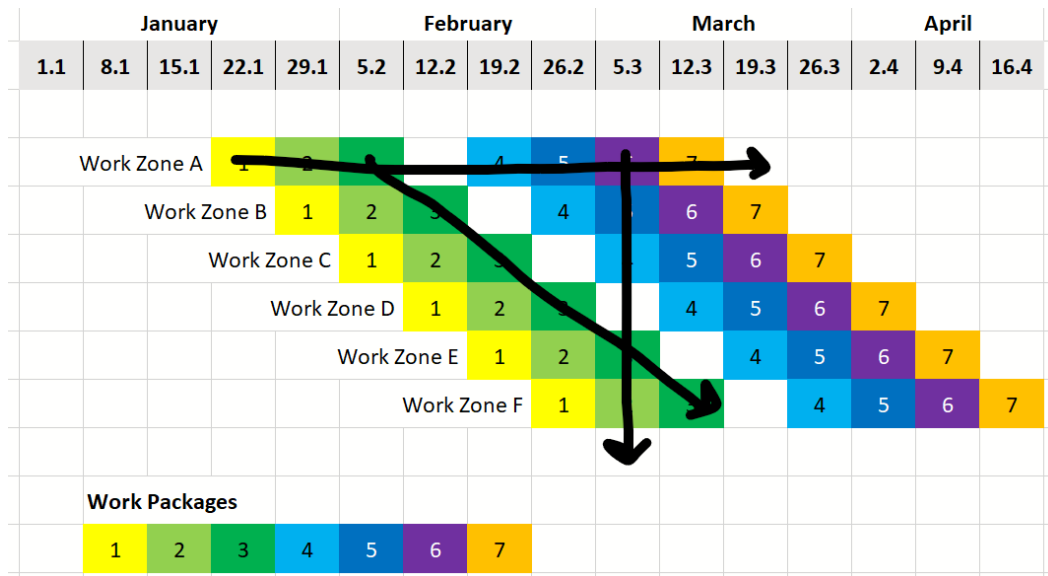 January February March April
1.1 8.1 15.1 22.1 29.1 5.2 12.2 19.2 26.2 5.3 12.3 19.3 26.3 2.4 9.4 16.4
Work Zone A 1 2 4 5 7
Work Zone B 1 2 3 4 6 7
Work Zone C 1 2 3 5 6 7
Work Zone D 1 2 3 4 5 6 7
Work Zone E 1 2 4 5 6 7
Work Zone F 1 4 5 6 7
Work Packages
1 2 3 4 5 6 7